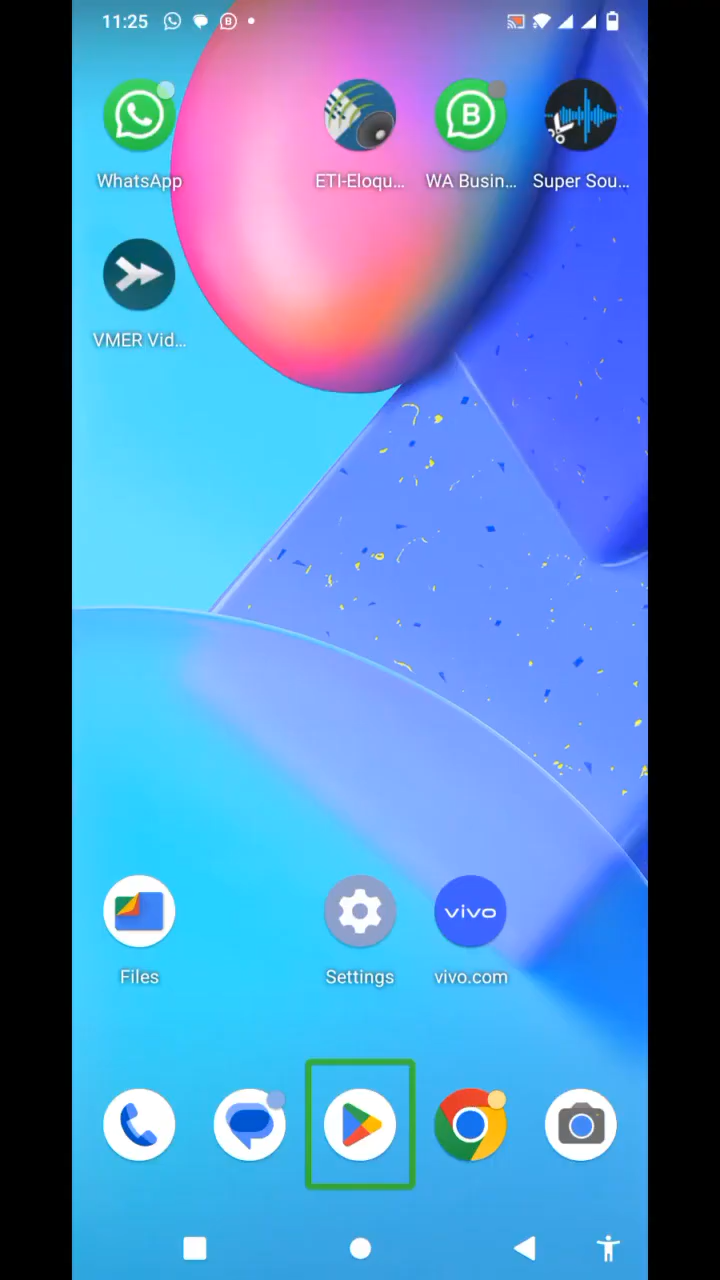 11:25
WhatsApp
ETI-Eloqu...
B
WA Busin...
Super Sou...
VMER Vid...
Files
Settings
vivo
vivo.com